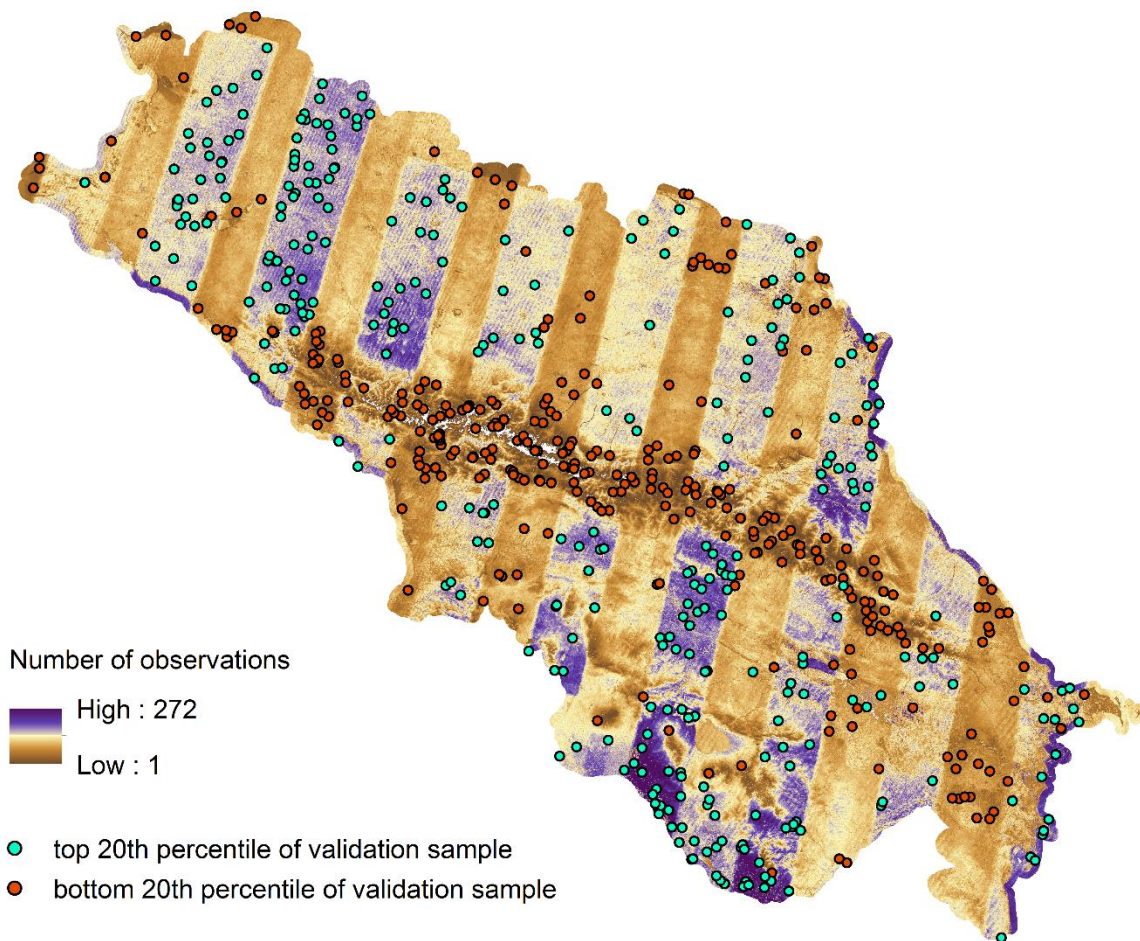 Number of observations
High : 272
Low : 1
top 20th percentile of validation sample
bottom 20th percentile of validation sample